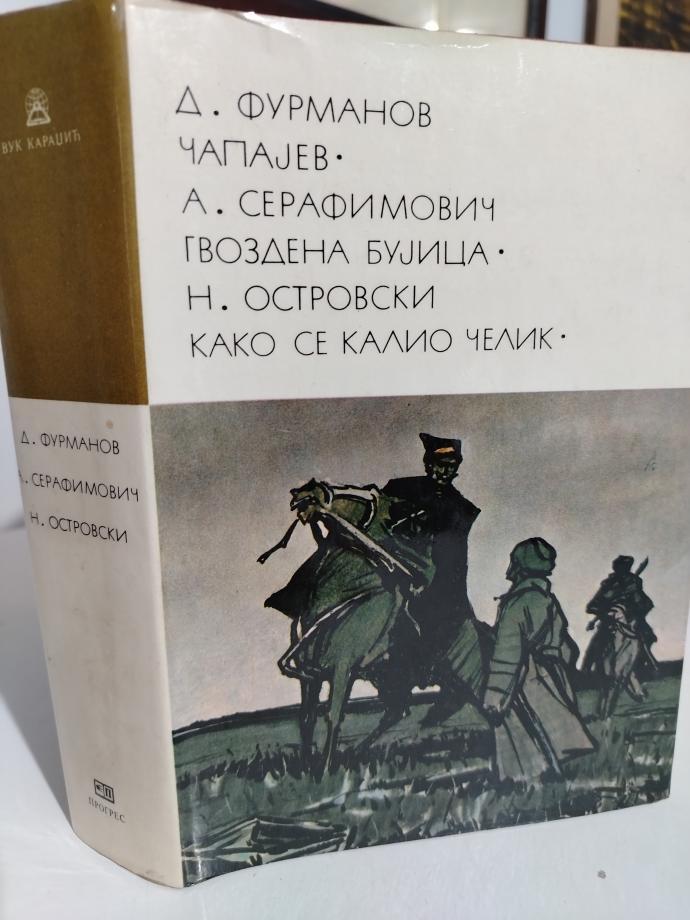 Д. ФУРМАНОВ
ЧАПАЈЕВ •
А. СЕРАФИМОВИЧ
ГВОЗДЕНА БУЈИЦА •
Н. ОСТРОВСКИ
КАКО СЕ КАЛИО ЧЕЛИК •
ВУК КАРАЏИЋ
Д. ФУРМАНОВ
А. СЕРАФИМОВИЧ
Н. ОСТРОВСКИ
ПРОГРЕС